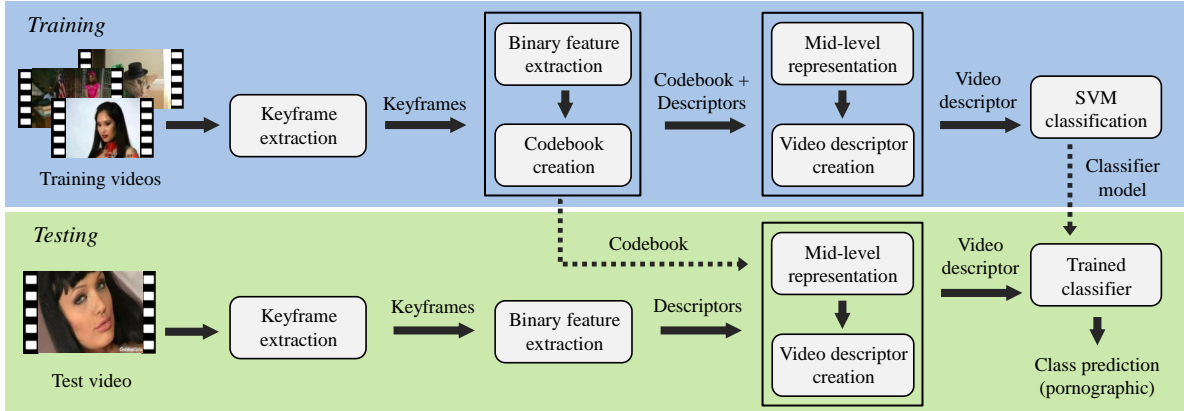 Training
Training videos
Keyframe
extraction
Keyframes
Binary feature
extraction
Codebook
creation
Codebook +
Descriptors
Mid-level
representation
Video descriptor
creation
Video
descriptor
SVM
classification
Classifier
model
Testing
Test video
Keyframe
extraction
Keyframes
Binary feature
extraction
Codebook
Descriptors
Mid-level
representation
Video descriptor
creation
Video
descriptor
Trained
classifier
Class prediction
(pornographic)